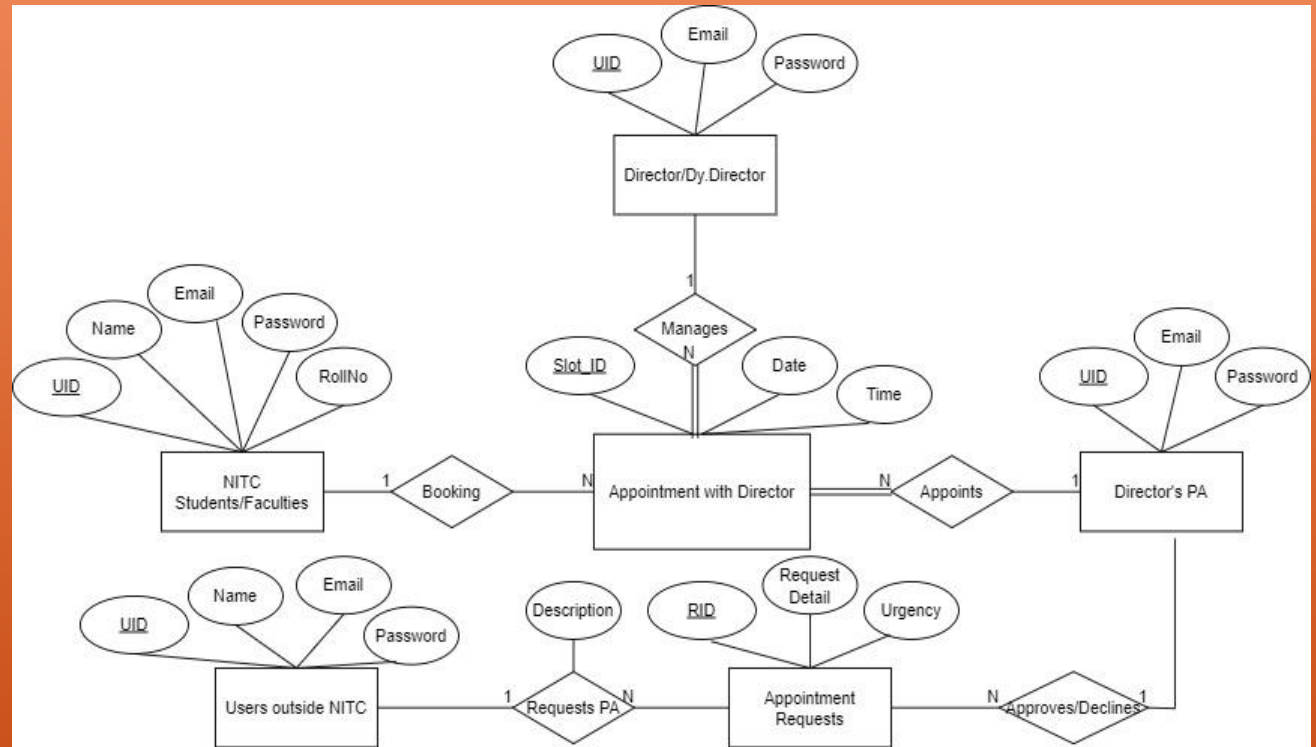 Email
UID
Password
Director/Dy.Director
1
Manages
N
Email
Name
Password
UID
RollNo
Slot_ID
Date
Time
Email
UID
Password
NITC
Students/Faculties
1
Booking
N
Appointment with Director
N
Appoints
1
Director's PA
Name
Email
UID
Password
Description
Request
Detail
RID
Urgency
Users outside NITC
1
Requests PA
N
Appointment
Requests
N
Approves/Declines
1